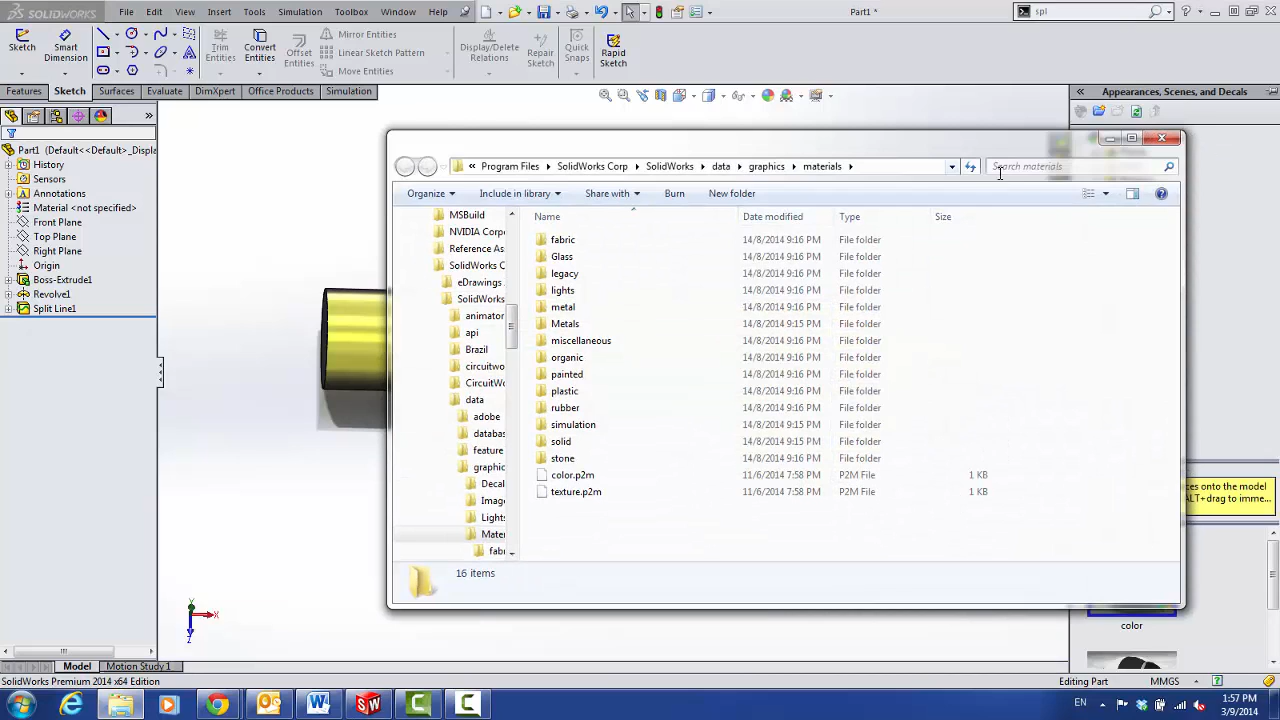 SOLIDWORKS File Edit View Insert Tools Simulation Toolbox Window Help Part1 * spl
Sketch Smart Dimension Trim Entities Convert Entities Offset Entities Mirror Entities Linear Sketch Pattern Move Entities Display/Delete Relations Repair Sketch Quick Snaps Rapid Sketch
Features Sketch Surfaces Evaluate DimXpert Office Products Simulation
Appearances, Scenes, and Decals
Part1 (Default<<Default>_Displa
History
Sensors
Annotations
Material <not specified>
Front Plane
Top Plane
Right Plane
Origin
Boss-Extrude1
Revolve1
Split Line1
« Program Files SolidWorks Corp SolidWorks data graphics materials Search materials
Organize Include in library Share with Burn New folder
MSBuild
NVIDIA Corpo
Reference As
SolidWorks C
eDrawings
SolidWorks
animator
api
Brazil
circuitwo
CircuitWo
data
adobe
databas
feature
graphic
Decal
Imag
Lights
Mate
fabr
Name Date modified Type Size
fabric 14/8/2014 9:16 PM File folder
Glass 14/8/2014 9:16 PM File folder
legacy 14/8/2014 9:16 PM File folder
lights 14/8/2014 9:16 PM File folder
metal 14/8/2014 9:16 PM File folder
Metals 14/8/2014 9:15 PM File folder
miscellaneous 14/8/2014 9:16 PM File folder
organic 14/8/2014 9:16 PM File folder
painted 14/8/2014 9:16 PM File folder
plastic 14/8/2014 9:16 PM File folder
rubber 14/8/2014 9:16 PM File folder
simulation 14/8/2014 9:15 PM File folder
solid 14/8/2014 9:15 PM File folder
stone 14/8/2014 9:16 PM File folder
color.p2m 11/6/2014 7:58 PM P2M File 1 KB
texture.p2m 11/6/2014 7:58 PM P2M File 1 KB
16 items
es onto the model
ALT+drag to imme...
color
Z X
Model Motion Study 1
SolidWorks Premium 2014 x64 Edition Editing Part MMGS
EN 1:57 PM
3/9/2014